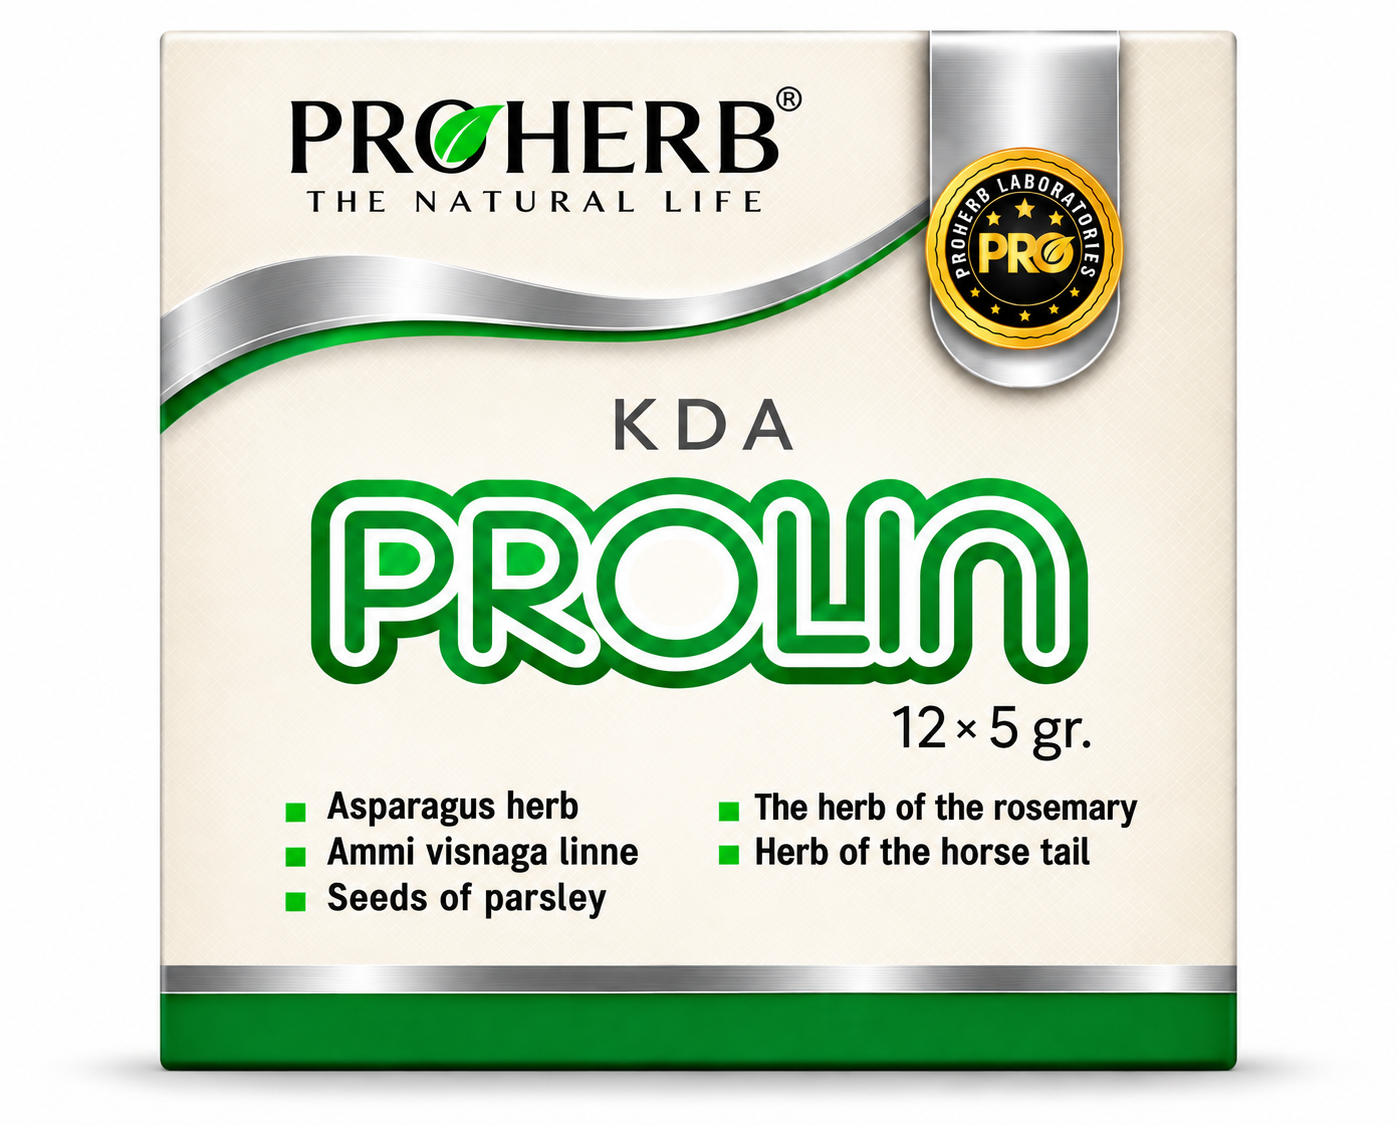 PROHERB®
THE NATURAL LIFE
PROHERB LABORATORIES
PRO
KDA
PROLIN
12×5 gr.
Asparagus herb
Ammi visnaga linne
Seeds of parsley
The herb of the rosemary
Herb of the horse tail